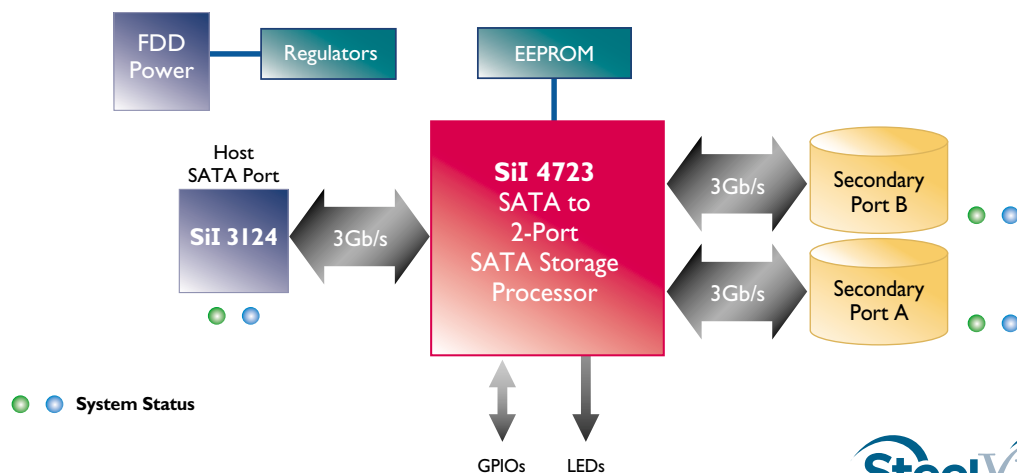 FDD
Power
Regulators
EEPROM
Host
SATA Port
SiI 3124
3Gb/s
SiI 4723
SATA to
2-Port
SATA Storage
Processor
3Gb/s
Secondary
Port B
3Gb/s
Secondary
Port A
System Status
GPIOs
LEDs